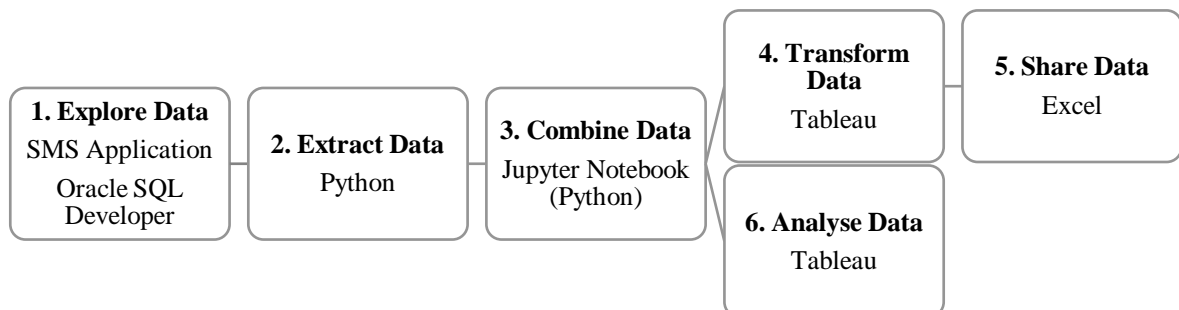 1. Explore Data
SMS Application
Oracle SQL
Developer
2. Extract Data
Python
3. Combine Data
Jupyter Notebook
(Python)
4. Transform
Data
Tableau
5. Share Data
Excel
6. Analyse Data
Tableau